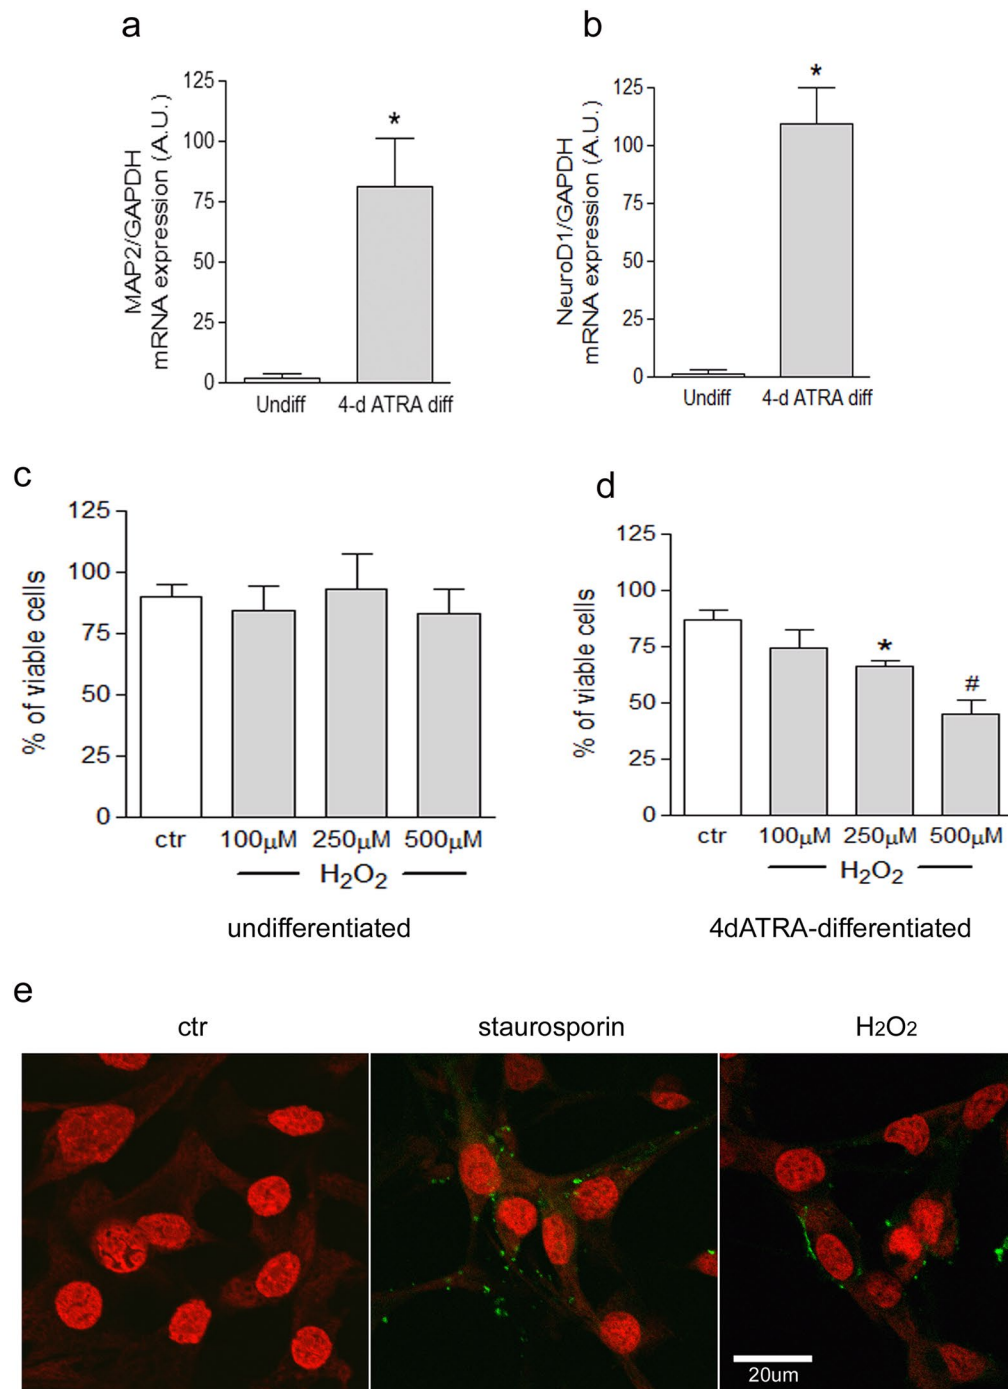 a
b
MAP2/GAPDH
mRNA expression (A.U.)
125
100
75
50
25
0
*
Undiff
4-d ATRA diff
NeuroD1/GAPDH
mRNA expression (A.U.)
125
100
75
50
25
0
*
Undiff
4-d ATRA diff
c
d
% of viable cells
125
100
75
50
25
0
ctr
100μM
250μM
500μM
H₂O₂
undifferentiated
% of viable cells
125
100
75
50
25
0
*
#
ctr
100μM
250μM
500μM
H₂O₂
4dATRA-differentiated
e
ctr
staurosporin
H₂O₂
20um